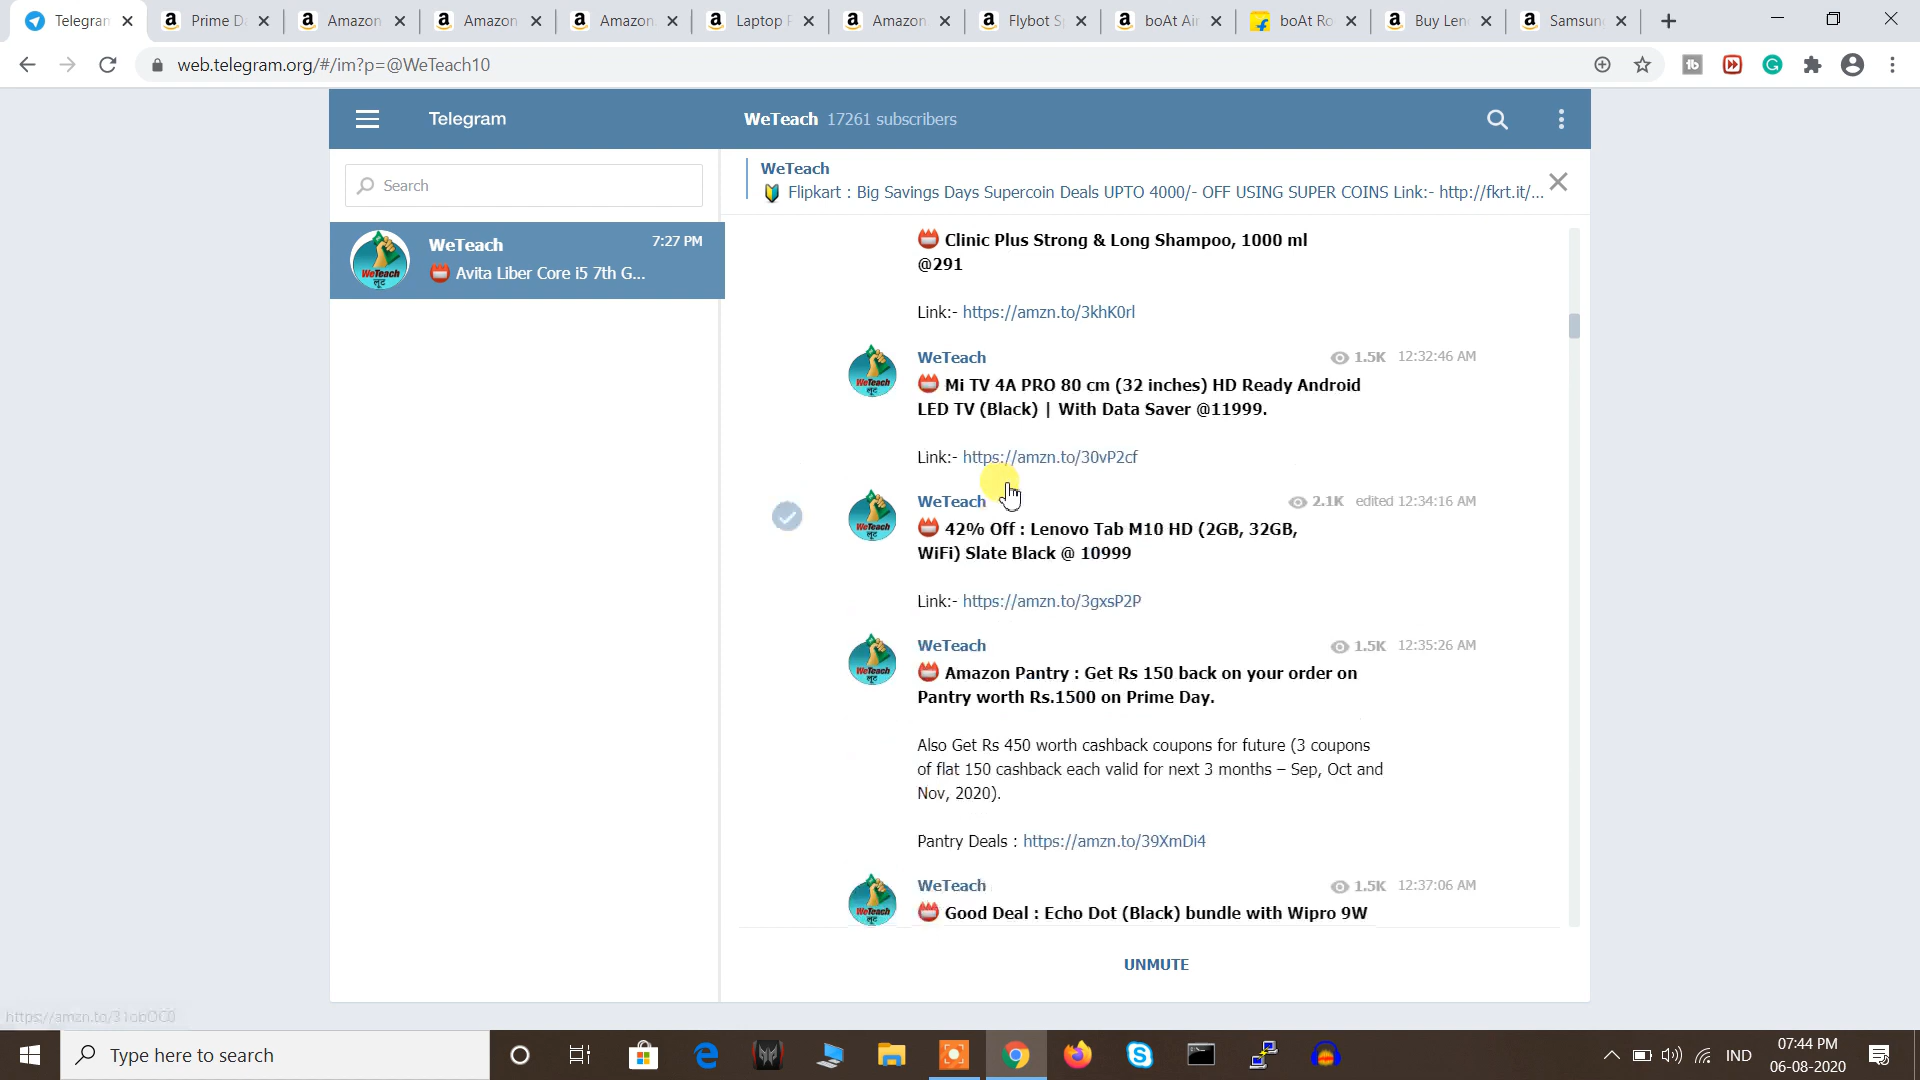 Telegram
Prime D
Amazon
Amazon
Amazon
Laptop
Amazon
Flybot S
boAt Air
boAt Ro
Buy Len
Samsun
web.telegram.org/#/im?p=@WeTeach10
Telegram
WeTeach 17261 subscribers
Search
WeTeach
Flipkart : Big Savings Days Supercoin Deals UPTO 4000/- OFF USING SUPER COINS Link:- http://fkrt.it/...
WeTeach 7:27 PM
Avita Liber Core i5 7th G...
Clinic Plus Strong & Long Shampoo, 1000 ml
@291
Link:- https://amzn.to/3khK0rl
WeTeach 1.5K 12:32:46 AM
Mi TV 4A PRO 80 cm (32 inches) HD Ready Android
LED TV (Black) | With Data Saver @11999.
Link:- https://amzn.to/30vP2cf
WeTeach 2.1K edited 12:34:16 AM
42% Off : Lenovo Tab M10 HD (2GB, 32GB,
WiFi) Slate Black @ 10999
Link:- https://amzn.to/3gxsP2P
WeTeach 1.5K 12:35:26 AM
Amazon Pantry : Get Rs 150 back on your order on
Pantry worth Rs.1500 on Prime Day.
Also Get Rs 450 worth cashback coupons for future (3 coupons
of flat 150 cashback each valid for next 3 months – Sep, Oct and
Nov, 2020).
Pantry Deals : https://amzn.to/39XmDi4
WeTeach 1.5K 12:37:06 AM
Good Deal : Echo Dot (Black) bundle with Wipro 9W
UNMUTE
Type here to search
IND
07:44 PM
06-08-2020